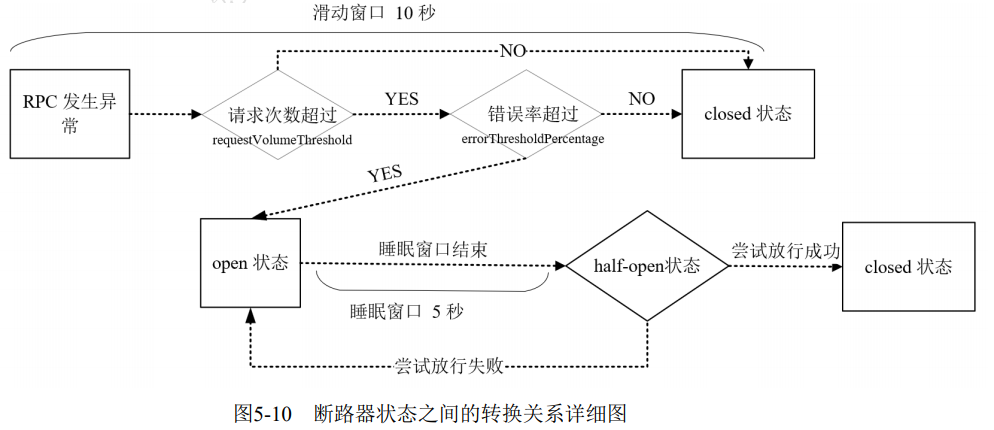 滑动窗口 10 秒
NO
RPC 发生异
常
请求次数超过
requestVolumeThreshold
YES
错误率超过
errorThresholdPercentage
NO
closed 状态
YES
open 状态
睡眠窗口结束
睡眠窗口 5 秒
half-open状态
尝试放行成功
closed 状态
尝试放行失败
图5-10 断路器状态之间的转换关系详细图